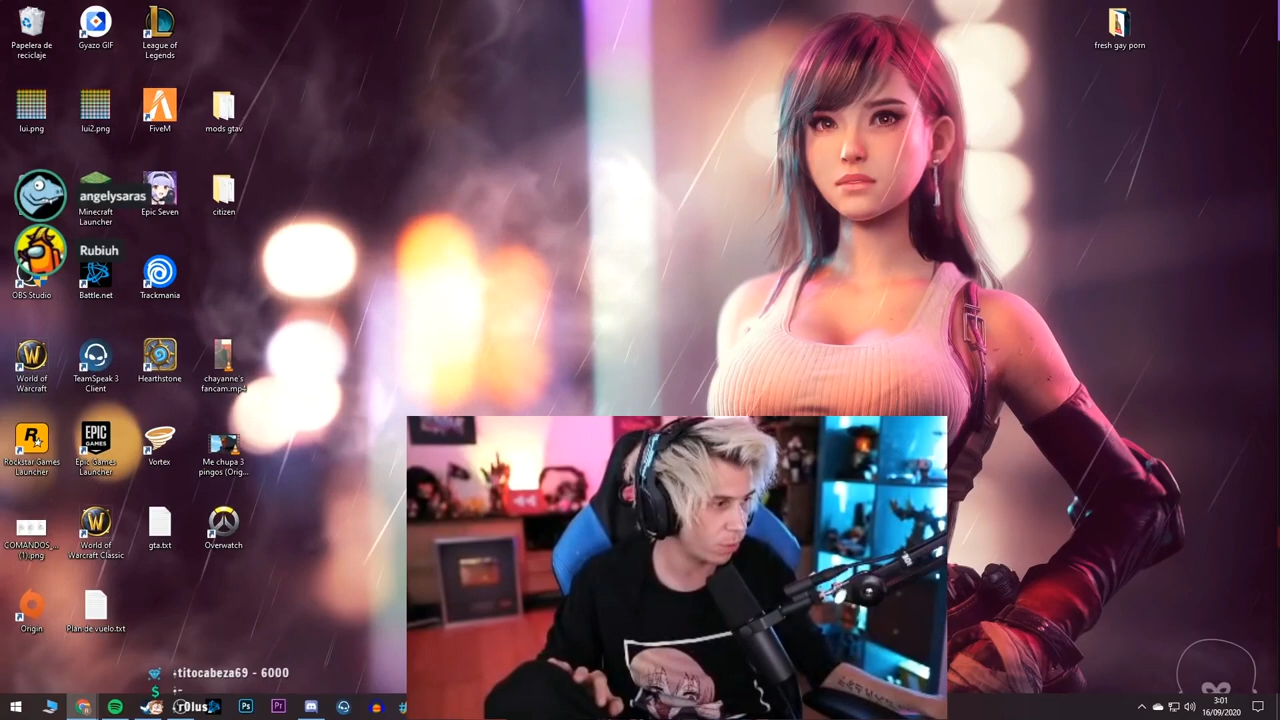 Papelera de
reciclaje
Gyazo GIF
League of
Legends
fresh gay porn
lui.png
lui2.png
FiveM
mods gtav
angelysaras
Minecraft
Launcher
Epic Seven
citizen
Rubiuh
OBS Studio
Battle.net
Trackmania
World of
Warcraft
TeamSpeak 3
Client
Hearthstone
chayanne's
fancam.mp4
Rockstar Games
Launcher
Epic Games
Launcher
Vortex
Me chupa 3
pingos (Orig...
COMANDOS_...
(1).png
World of
Warcraft Classic
gta.txt
Overwatch
Origin
Plan de vuelo.txt
titocabeza69 - 6000
Ps
Pr
3:01
16/09/2020